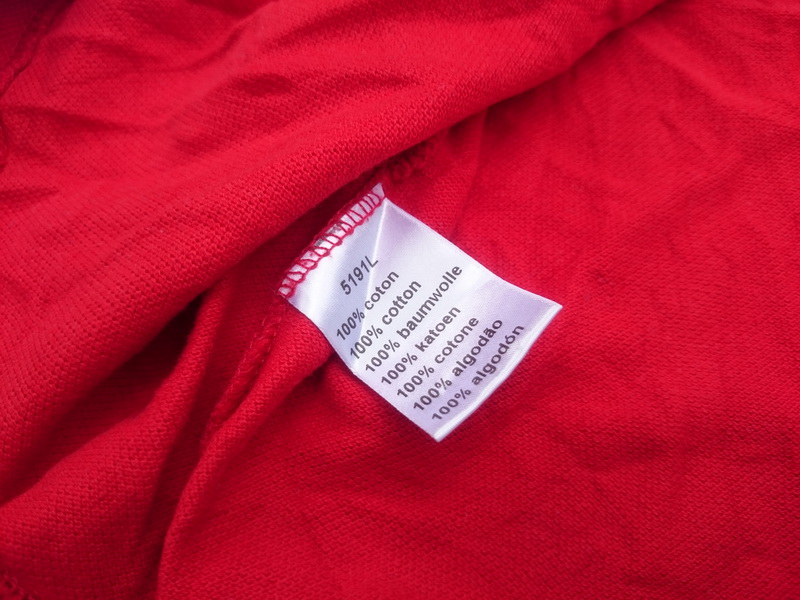 5191L
100% coton
100% cotton
100% baumwolle
100% katoen
100% cotone
100% algodão
100% algodón